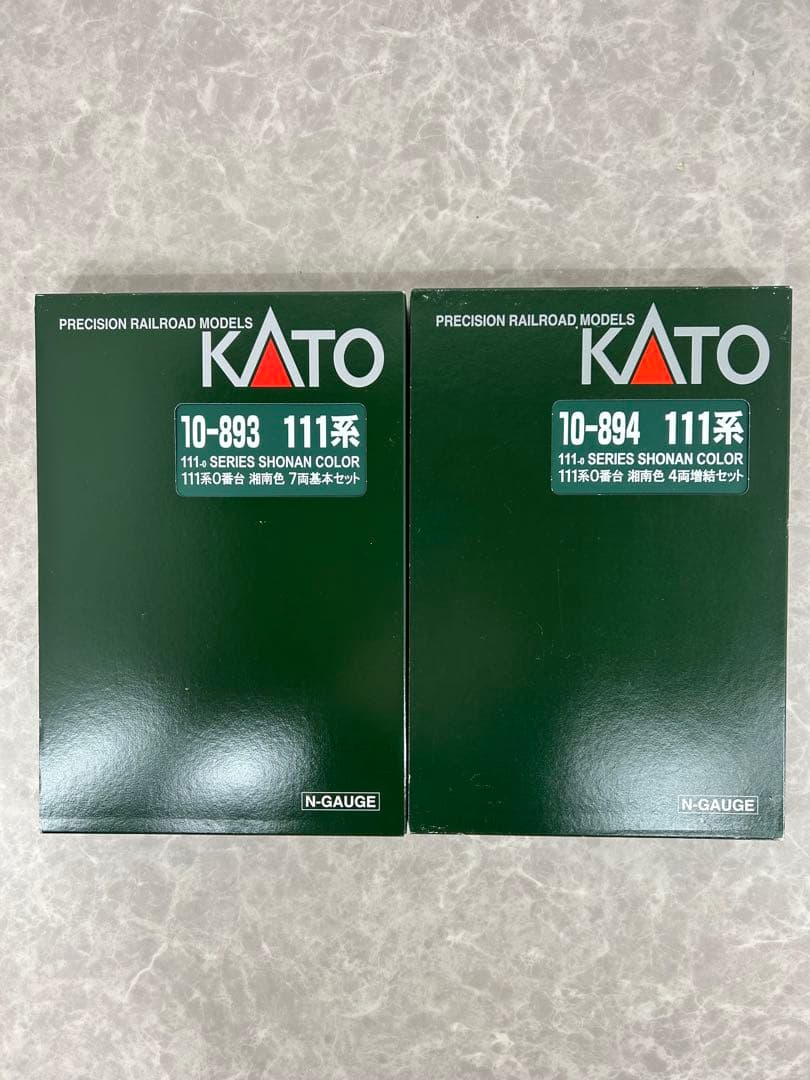 PRECISION RAILROAD MODELS
KATO
10-893 111系
111-0 SERIES SHONAN COLOR
111系0番台 湘南色 7両基本セット
N-GAUGE
PRECISION RAILROAD MODELS
KATO
10-894 111系
111-0 SERIES SHONAN COLOR
111系0番台 湘南色 4両増結セット
N-GAUGE